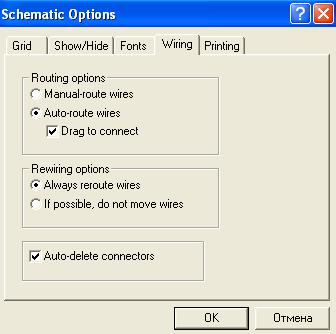 Schematic Options
Grid Show/Hide Fonts Wiring Printing
Routing options
Manual-route wires
Auto-route wires
Drag to connect
Rewiring options
Always reroute wires
If possible, do not move wires
Auto-delete connectors
OK Отмена